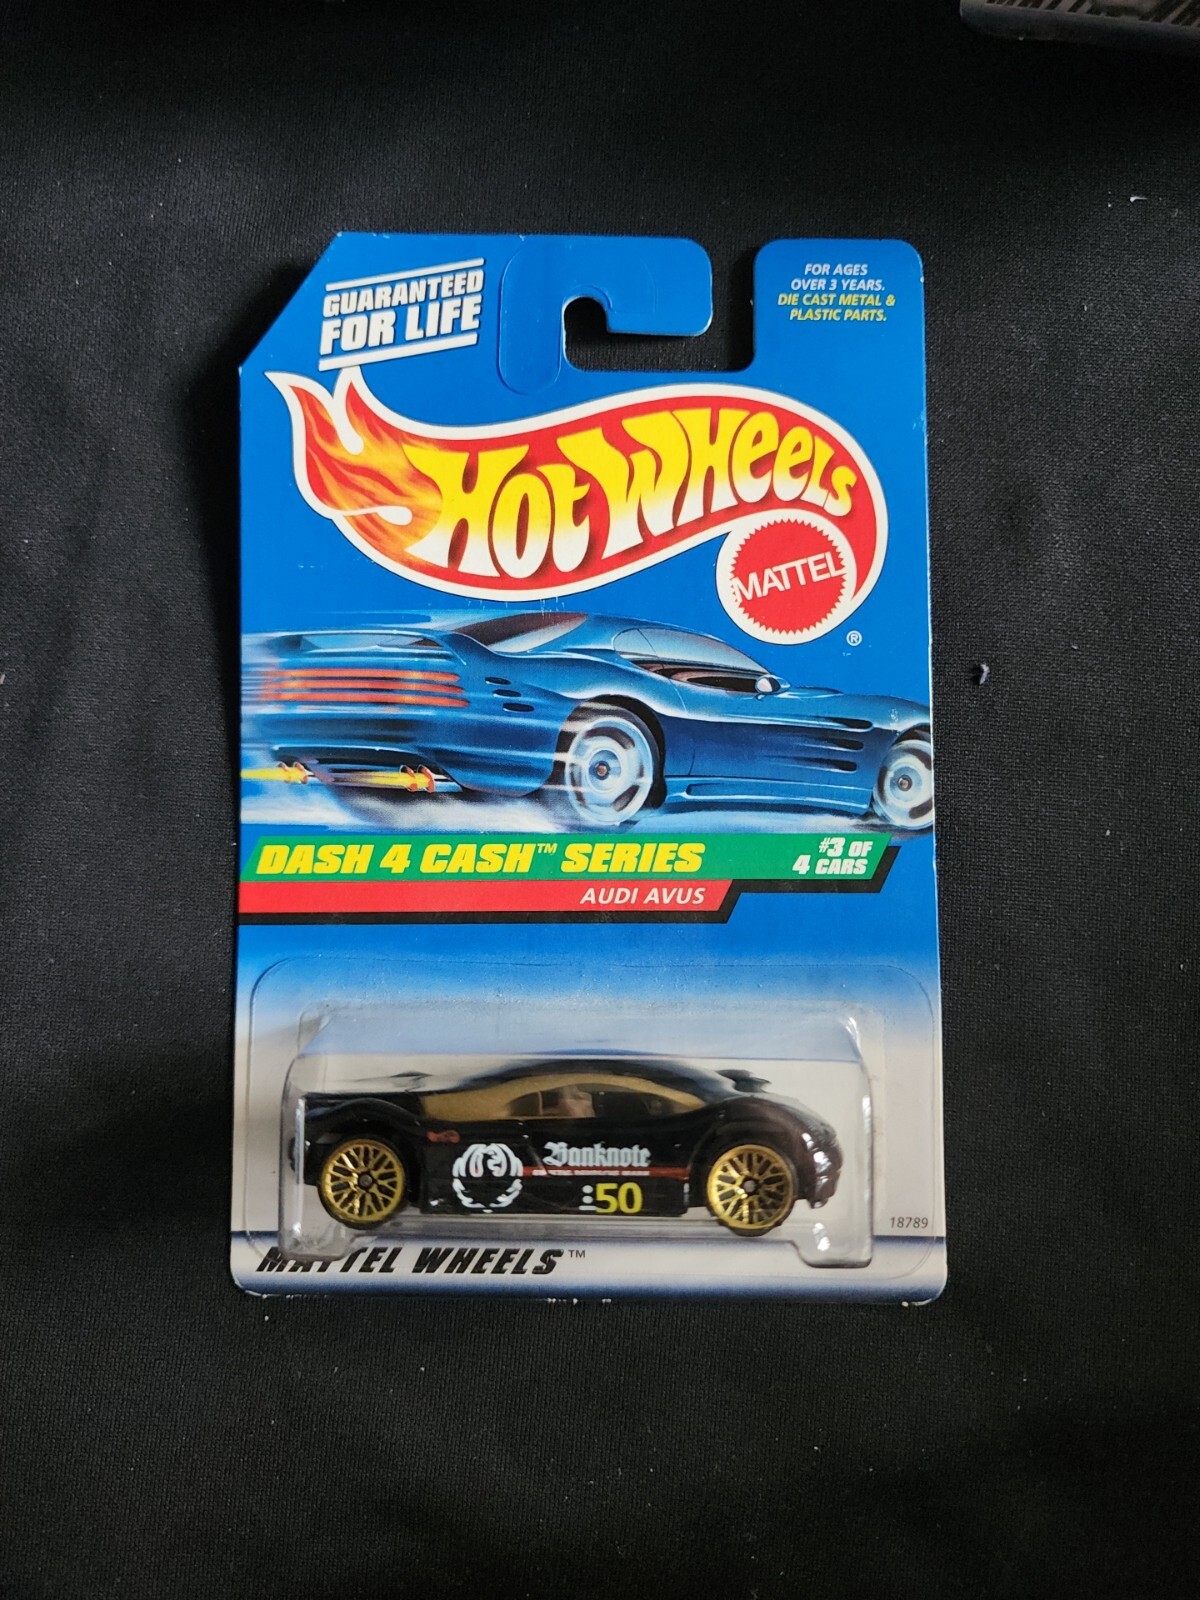 GUARANTEED
FOR LIFE
FOR AGES
OVER 3 YEARS.
DIE CAST METAL &
PLASTIC PARTS.
HOT WHEELS
MATTEL
®
DASH 4 CASH™ SERIES
#3 OF
4 CARS
AUDI AVUS
Banknote
:50
18789
MATTEL WHEELS™